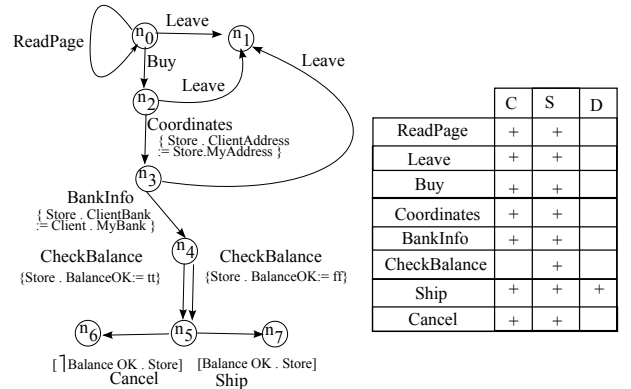 Leave
n0
n1
ReadPage
Leave
Buy
Leave
n2
Coordinates
{ Store . ClientAddress
:= Store.MyAddress }
n3
BankInfo
{ Store . ClientBank
:= Client . MyBank }
n4
CheckBalance
{Store . BalanceOK:= tt}
CheckBalance
{Store . BalanceOK:= ff}
n6
n5
n7
[⌉Balance OK . Store]
Cancel
[Balance OK . Store]
Ship
C S D
ReadPage + +
Leave + +
Buy + +
Coordinates + +
BankInfo + +
CheckBalance +
Ship + + +
Cancel + +